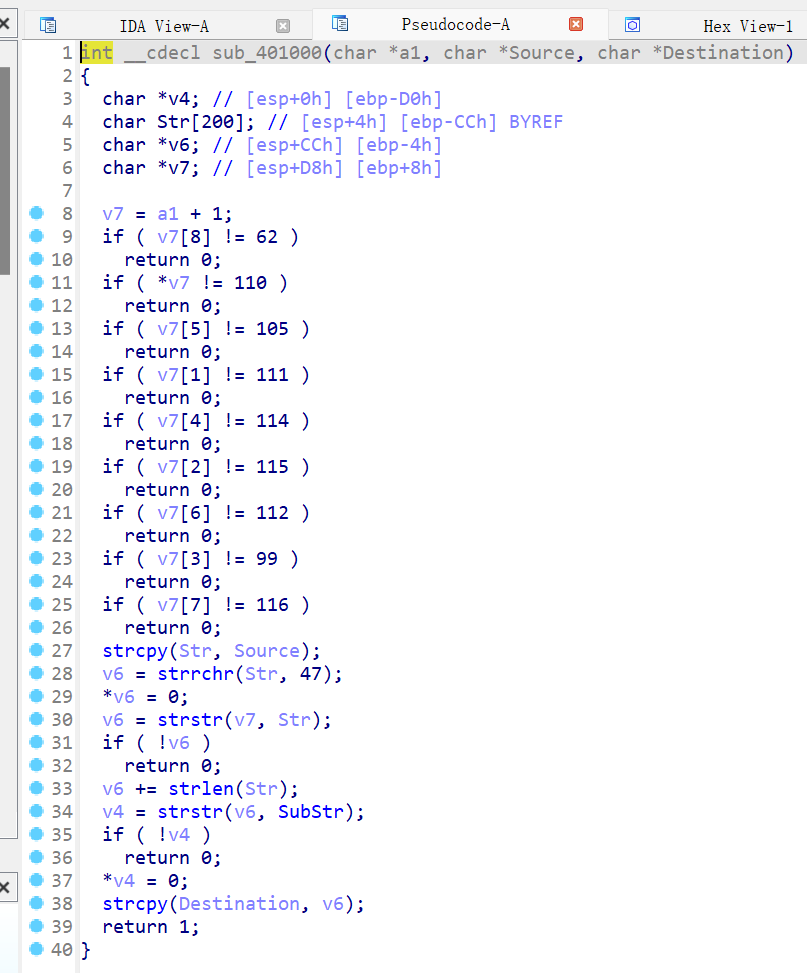 IDA View-A Pseudocode-A Hex View-1
1 int __cdecl sub_401000(char *a1, char *Source, char *Destination)
2 {
3   char *v4; // [esp+0h] [ebp-D0h]
4   char Str[200]; // [esp+4h] [ebp-CCh] BYREF
5   char *v6; // [esp+CCh] [ebp-4h]
6   char *v7; // [esp+D8h] [ebp+8h]
7
8   v7 = a1 + 1;
9   if ( v7[8] != 62 )
10     return 0;
11   if ( *v7 != 110 )
12     return 0;
13   if ( v7[5] != 105 )
14     return 0;
15   if ( v7[1] != 111 )
16     return 0;
17   if ( v7[4] != 114 )
18     return 0;
19   if ( v7[2] != 115 )
20     return 0;
21   if ( v7[6] != 112 )
22     return 0;
23   if ( v7[3] != 99 )
24     return 0;
25   if ( v7[7] != 116 )
26     return 0;
27   strcpy(Str, Source);
28   v6 = strrchr(Str, 47);
29   *v6 = 0;
30   v6 = strstr(v7, Str);
31   if ( !v6 )
32     return 0;
33   v6 += strlen(Str);
34   v4 = strstr(v6, SubStr);
35   if ( !v4 )
36     return 0;
37   *v4 = 0;
38   strcpy(Destination, v6);
39   return 1;
40 }